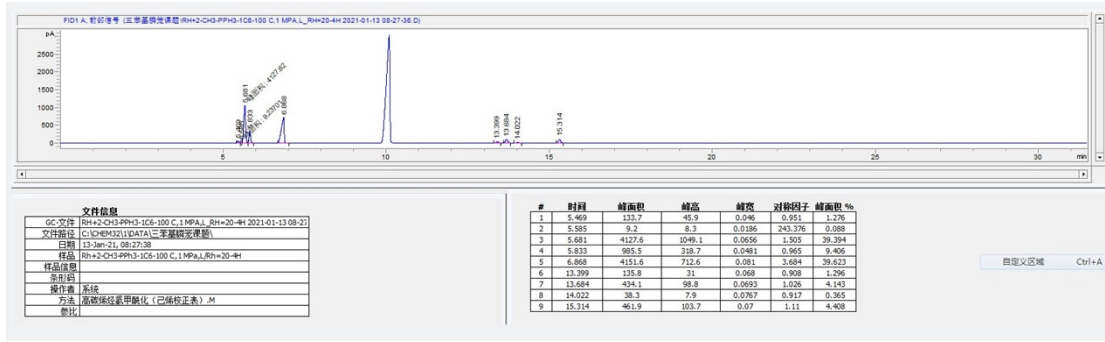 FID1 A, 前部信号 (三苯基膦笼课题\RH+2-CH3-PPH3-1C6-100 C,1 MPA,L_RH=20-4H 2021-01-13 08-27-36.D)
pA
2500
2000
1500
1000
500
0
5.681
峰面积: 4127.62
5.833
峰面积: 9.23701
6.868
13.399
13.684
14.022
15.314
5
10
15
20
25
30
min
文件信息
GC-文件 RH+2-CH3-PPH3-1C6-100 C,1 MPA,L_RH=20-4H 2021-01-13 08-27
文件路径 C:\CHEM32\1\DATA\三苯基膦笼课题\
日期 13-Jan-21, 08:27:38
样品 Rh+2-CH3-PPh3-1C6-100 C,1 MPa,L/Rh=20-4H
样品信息
条形码
操作者 系统
方法 高碳烯烃氢甲酰化（己烯校正表）.M
参比
# 时间 峰面积 峰高 峰宽 对称因子 峰面积 %
1 5.469 133.7 45.9 0.046 0.951 1.276
2 5.585 9.2 8.3 0.0186 243.376 0.088
3 5.681 4127.6 1049.1 0.0656 1.505 39.394
4 5.833 985.5 318.7 0.0481 0.965 9.406
5 6.868 4151.6 712.6 0.081 3.684 39.623
6 13.399 135.8 31 0.068 0.908 1.296
7 13.684 434.1 98.8 0.0693 1.026 4.143
8 14.022 38.3 7.9 0.0767 0.917 0.365
9 15.314 461.9 103.7 0.07 1.11 4.408
自定义区域 Ctrl+A